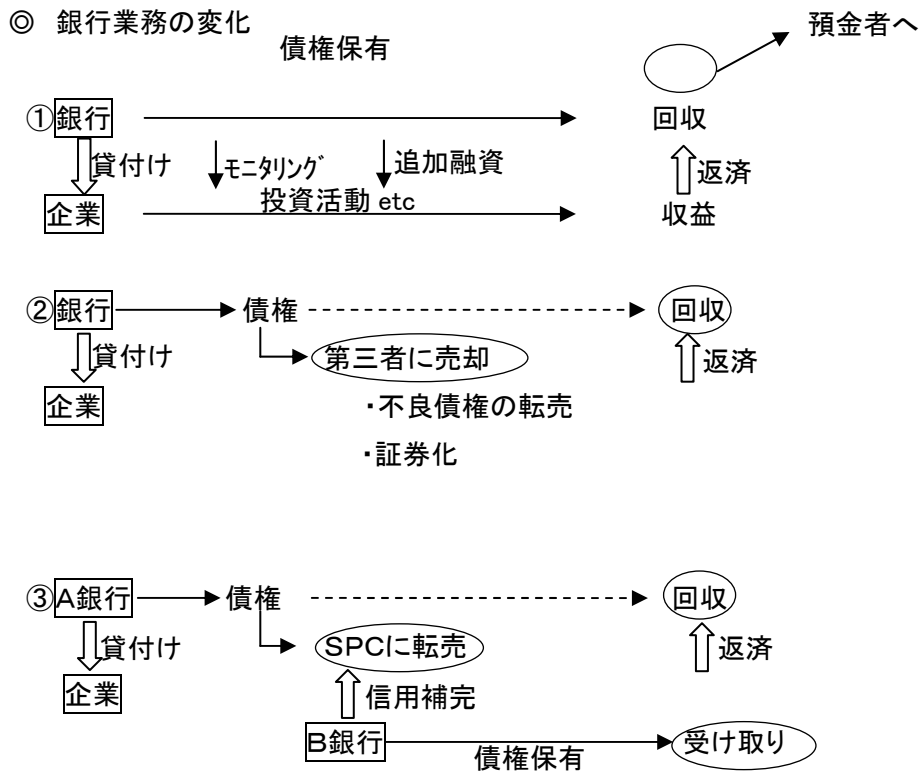 ◎ 銀行業務の変化
債権保有
預金者へ
①銀行
回収
貸付け
モニタリング
追加融資
返済
投資活動 etc
企業
収益
②銀行
債権
回収
貸付け
第三者に売却
返済
企業
・不良債権の転売
・証券化
③A銀行
債権
回収
貸付け
SPCに転売
返済
企業
信用補完
B銀行
債権保有
受け取り